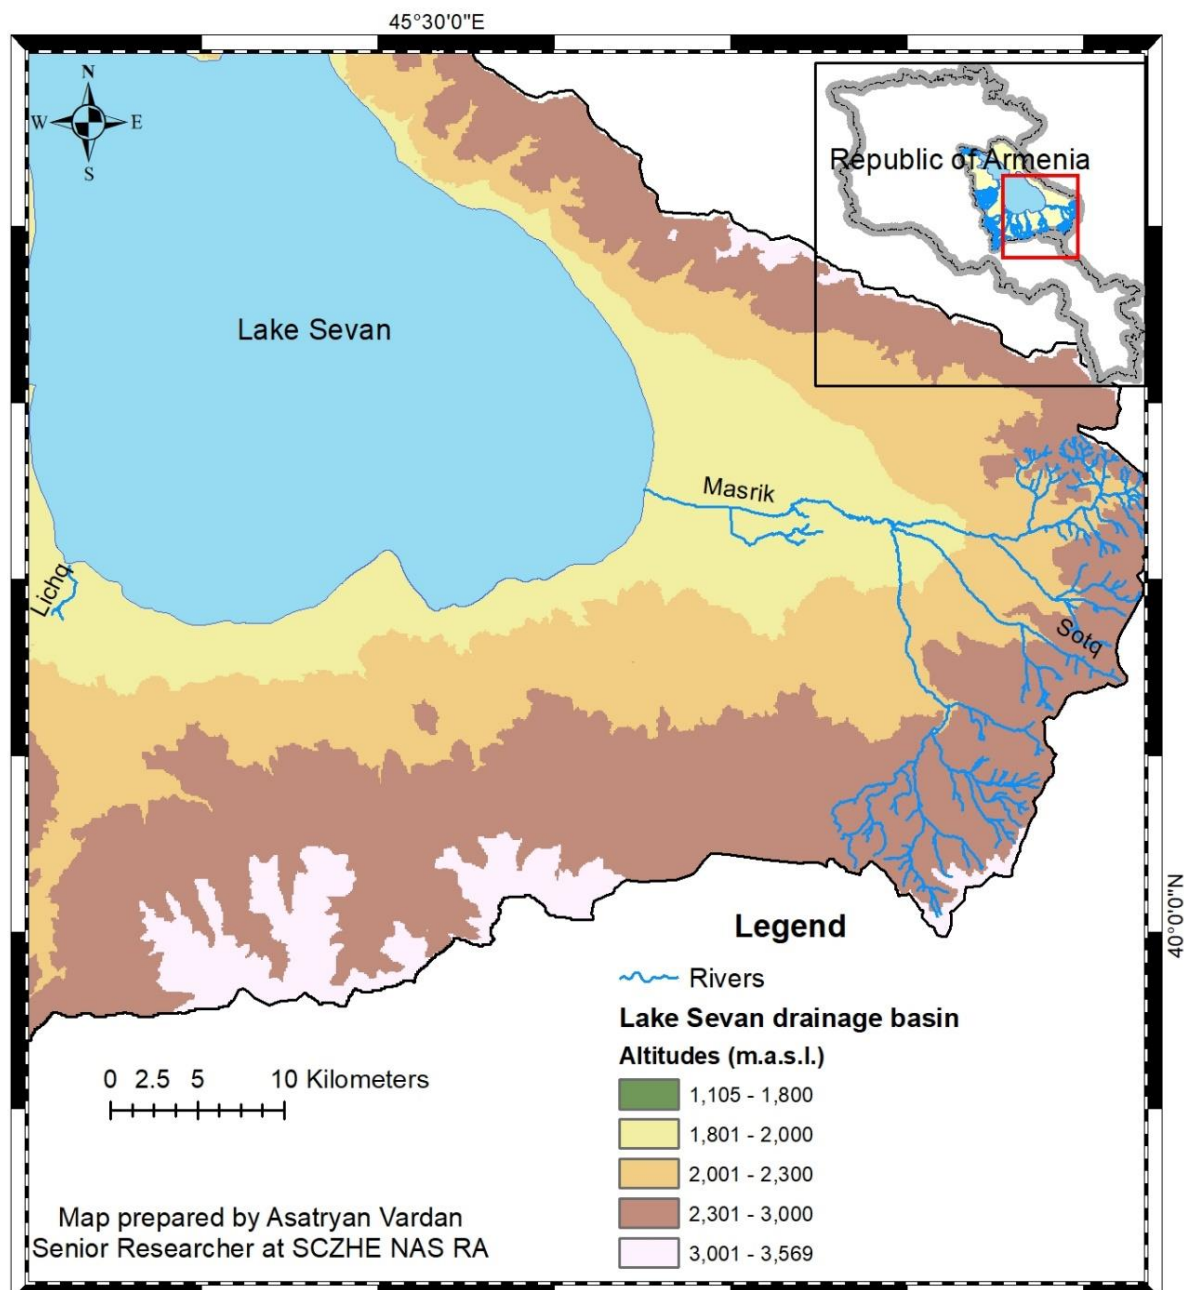 45°30'0"E
N
W
E
S
Republic of Armenia
Lake Sevan
Masrik
Lichq
Sotq
40°0'0"N
Legend
Rivers
Lake Sevan drainage basin
Altitudes (m.a.s.l.)
1,105 - 1,800
1,801 - 2,000
2,001 - 2,300
2,301 - 3,000
3,001 - 3,569
0 2.5 5 10 Kilometers
Map prepared by Asatryan Vardan
Senior Researcher at SCZHE NAS RA